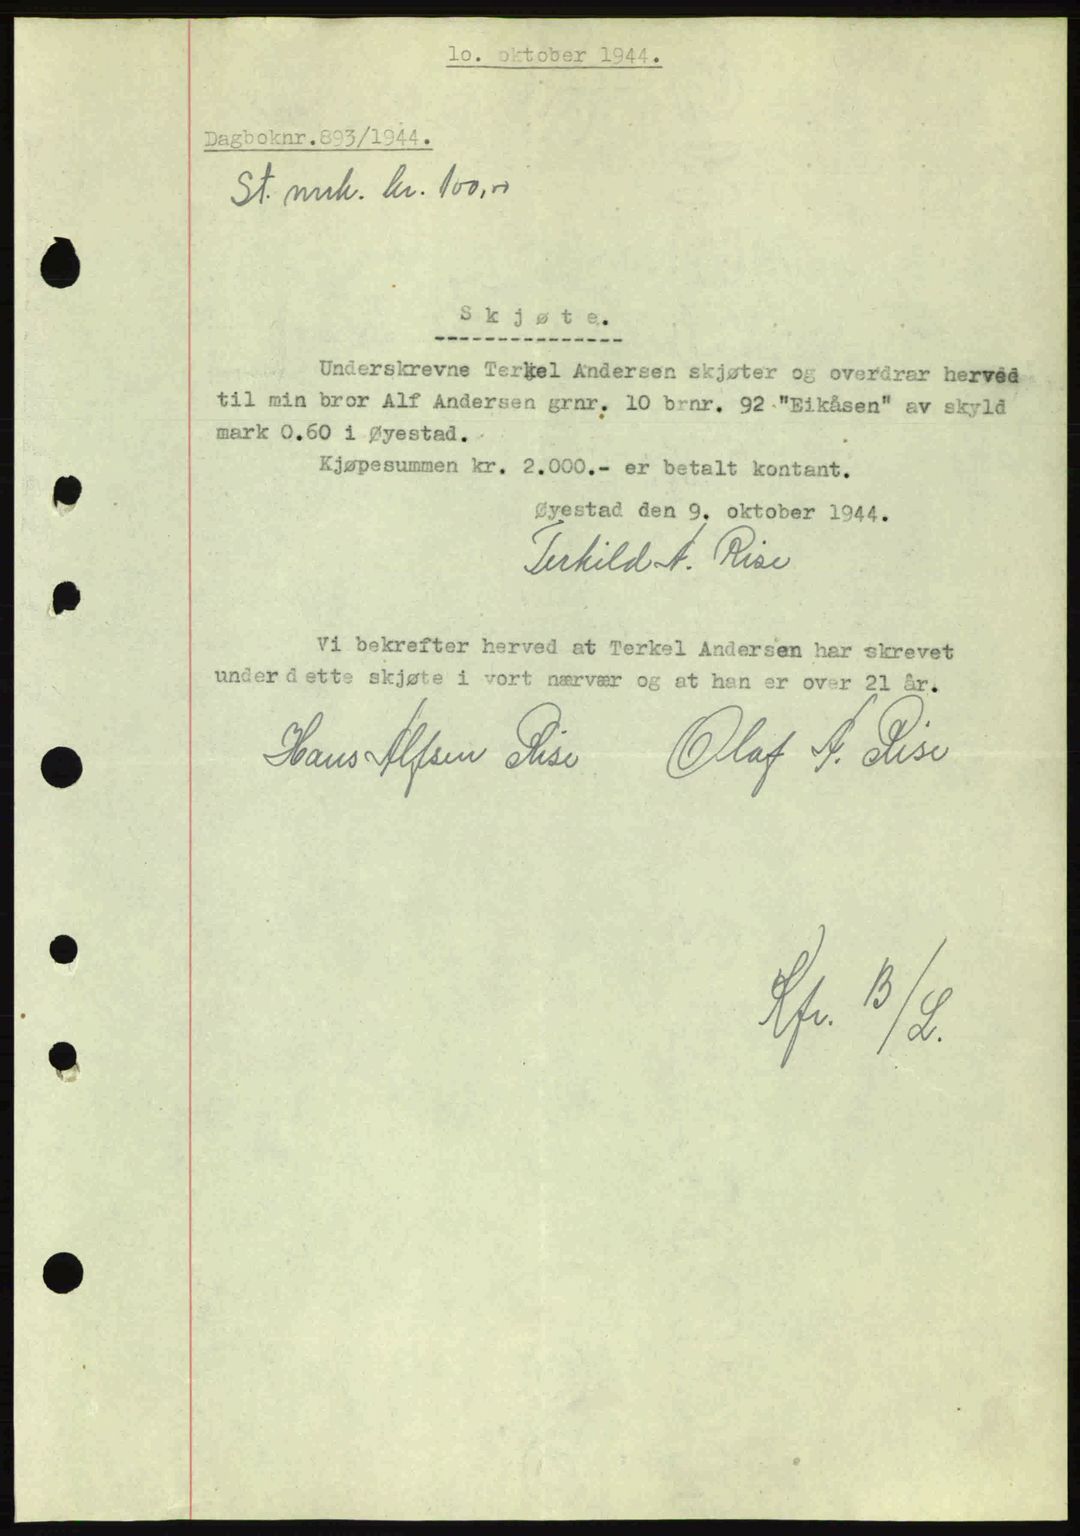 10. oktober 1944.
Dagboknr.893/1944.
St. mrk. kr. 100,00
Skjøte.
Underskrevne Terkel Andersen skjøter og overdrar herved
til min bror Alf Andersen grnr. 10 brnr. 92 "Eikåsen" av skyld
mark 0.60 i Øyestad.
Kjøpesummen kr. 2.000.- er betalt kontant.
Øyestad den 9. oktober 1944.
Terkild A. Rise
Vi bekrefter herved at Terkel Andersen har skrevet
under dette skjøte i vort nærvær og at han er over 21 år.
Hans Alfsen Rise Olaf A. Rise
Kfr. B/L.